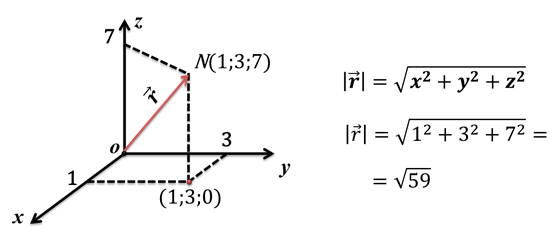 z
7
N(1;3;7)
r⃗
o
3
y
1
(1;3;0)
x
|r⃗| = √(x² + y² + z²)
|r⃗| = √(1² + 3² + 7²) =
= √59